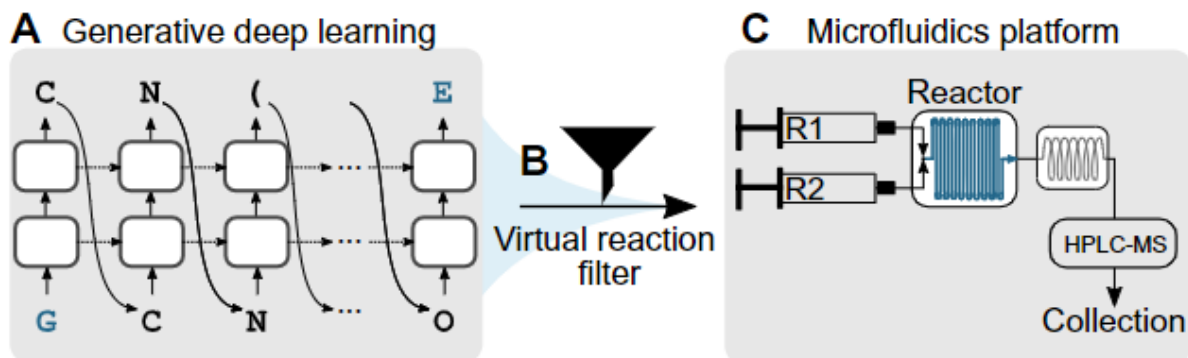 A Generative deep learning
C N ( E
... 
...
G C N ... O
B
Virtual reaction
filter
C Microfluidics platform
Reactor
R1
R2
HPLC-MS
Collection